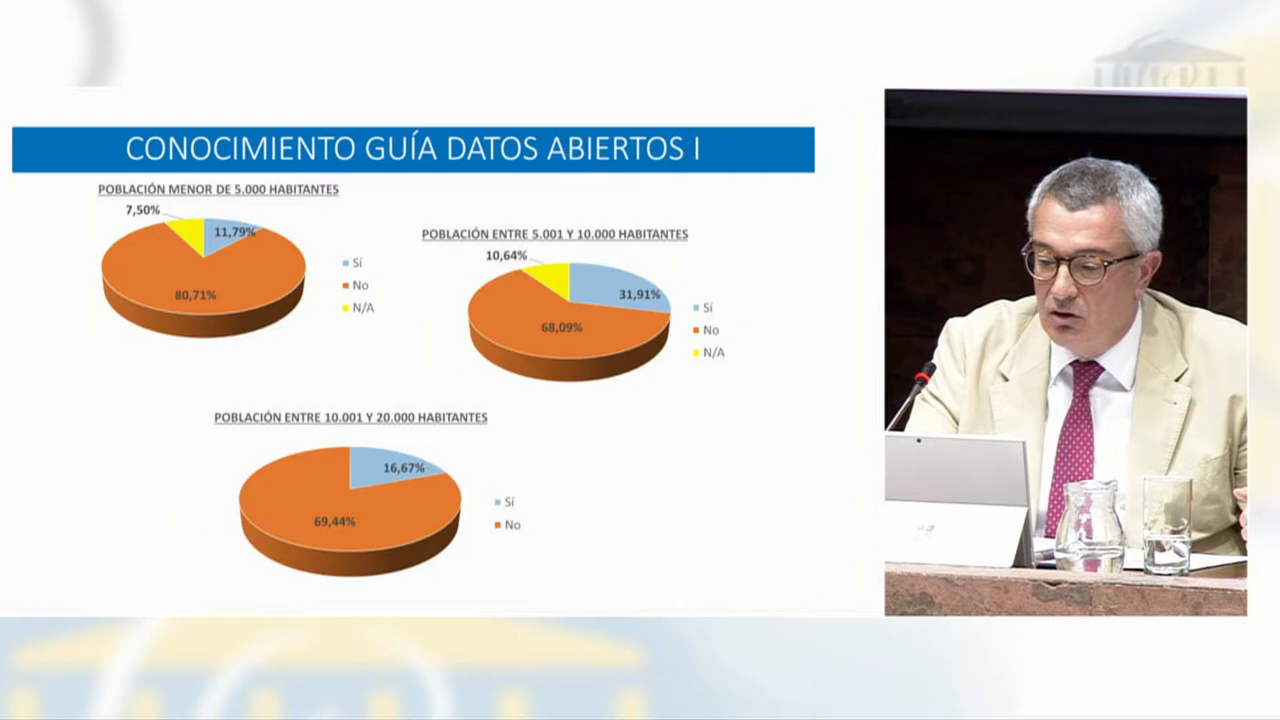 CONOCIMIENTO GUÍA DATOS ABIERTOS I
POBLACIÓN MENOR DE 5.000 HABITANTES
7,50%
11,79%
80,71%
Sí
No
N/A
POBLACIÓN ENTRE 5.001 Y 10.000 HABITANTES
10,64%
31,91%
68,09%
Sí
No
N/A
POBLACIÓN ENTRE 10.001 Y 20.000 HABITANTES
16,67%
69,44%
Sí
No